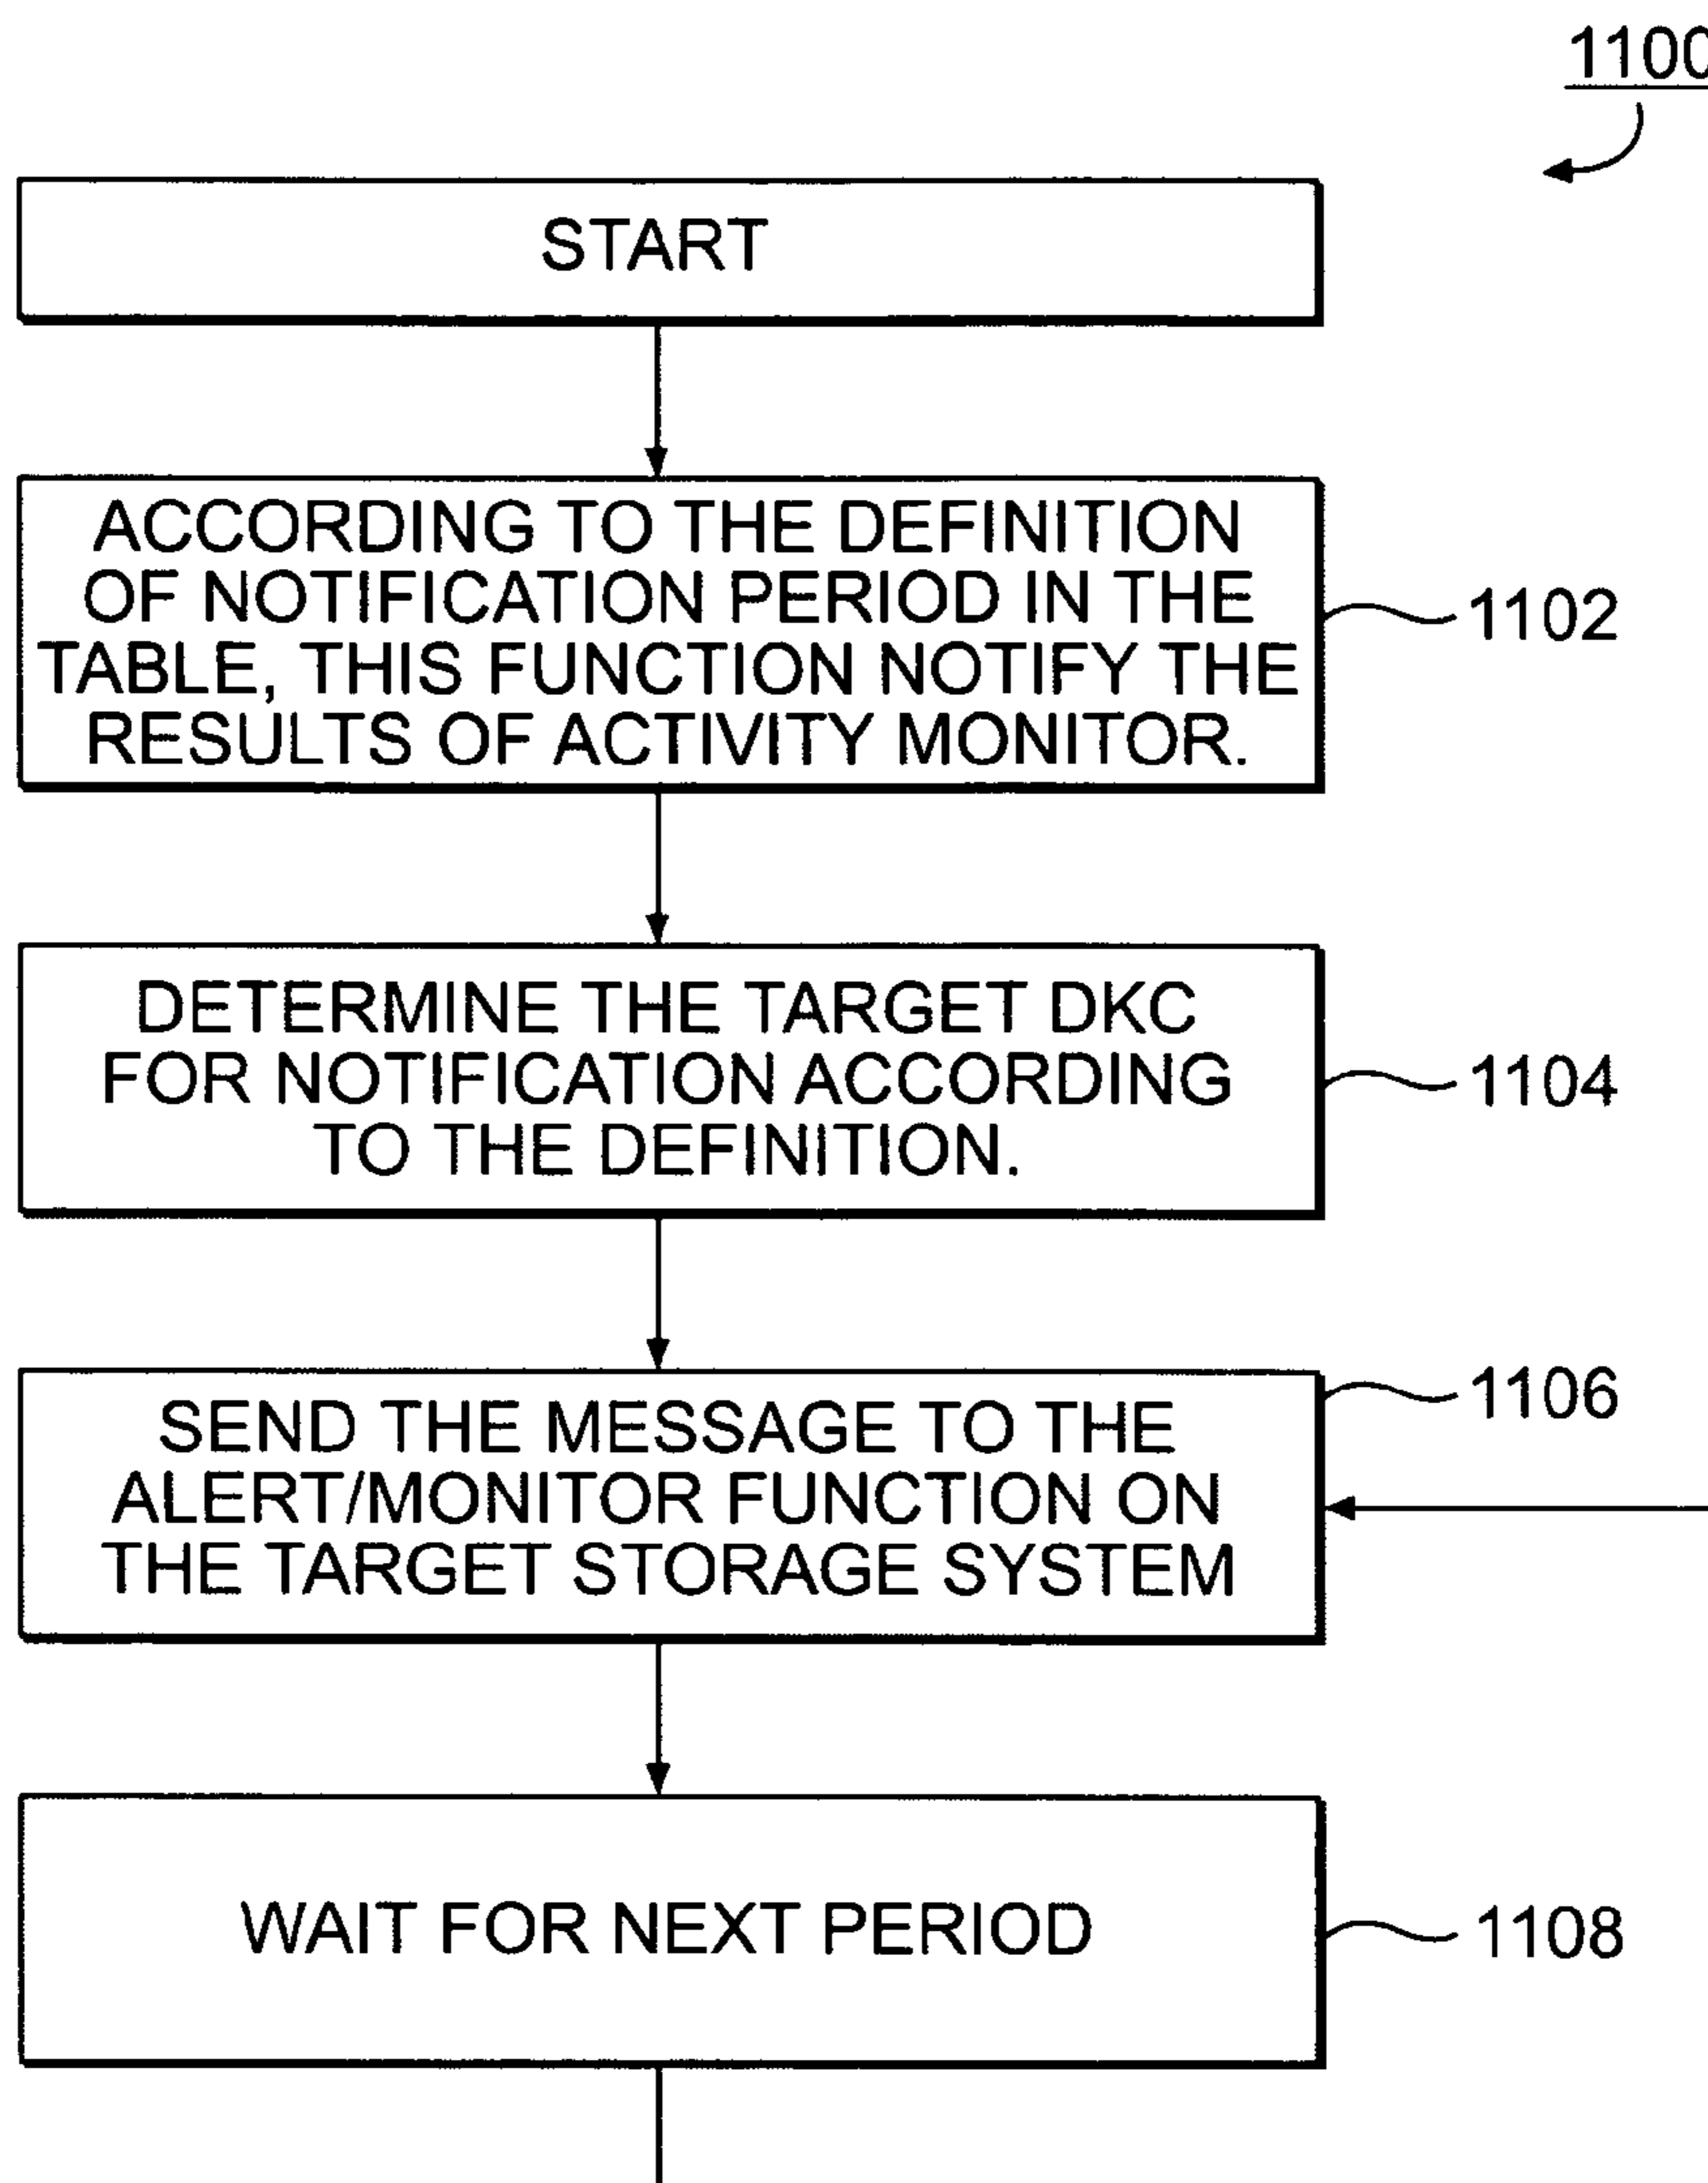 1100
START
ACCORDING TO THE DEFINITION
OF NOTIFICATION PERIOD IN THE
TABLE, THIS FUNCTION NOTIFY THE
RESULTS OF ACTIVITY MONITOR.
1102
DETERMINE THE TARGET DKC
FOR NOTIFICATION ACCORDING
TO THE DEFINITION.
1104
SEND THE MESSAGE TO THE
ALERT/MONITOR FUNCTION ON
THE TARGET STORAGE SYSTEM
1106
WAIT FOR NEXT PERIOD
1108